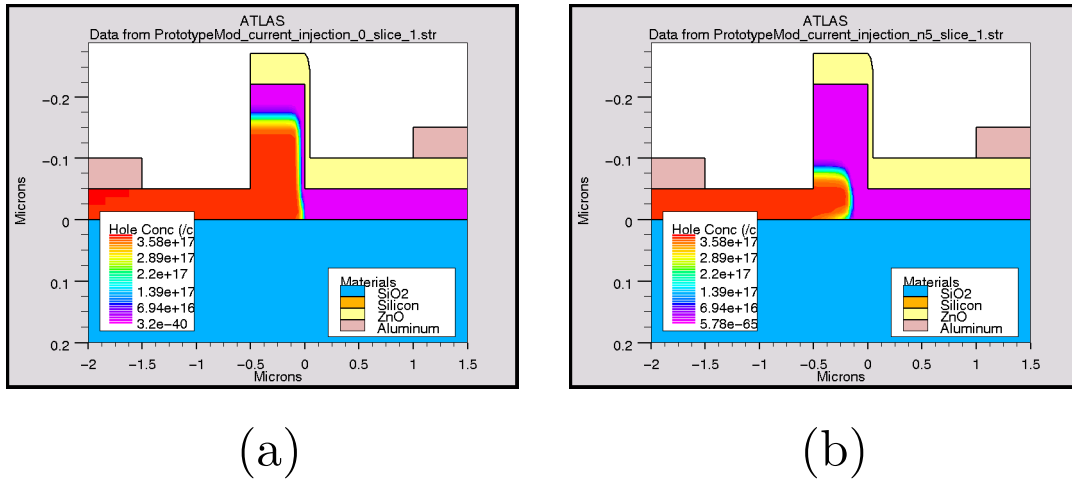 ATLAS
Data from PrototypeMod_current_injection_0_slice_1.str
Microns
−0.2
−0.1
0
0.1
0.2
Hole Conc (/c
3.58e+17
2.89e+17
2.2e+17
1.39e+17
6.94e+16
3.2e−40
Materials
SiO2
Silicon
ZnO
Aluminum
−2 −1.5 −1 −0.5 0 0.5 1 1.5
Microns
(a)
ATLAS
Data from PrototypeMod_current_injection_n5_slice_1.str
Microns
−0.2
−0.1
0
0.1
0.2
Hole Conc (/c
3.58e+17
2.89e+17
2.2e+17
1.39e+17
6.94e+16
5.78e−65
Materials
SiO2
Silicon
ZnO
Aluminum
−2 −1.5 −1 −0.5 0 0.5 1 1.5
Microns
(b)